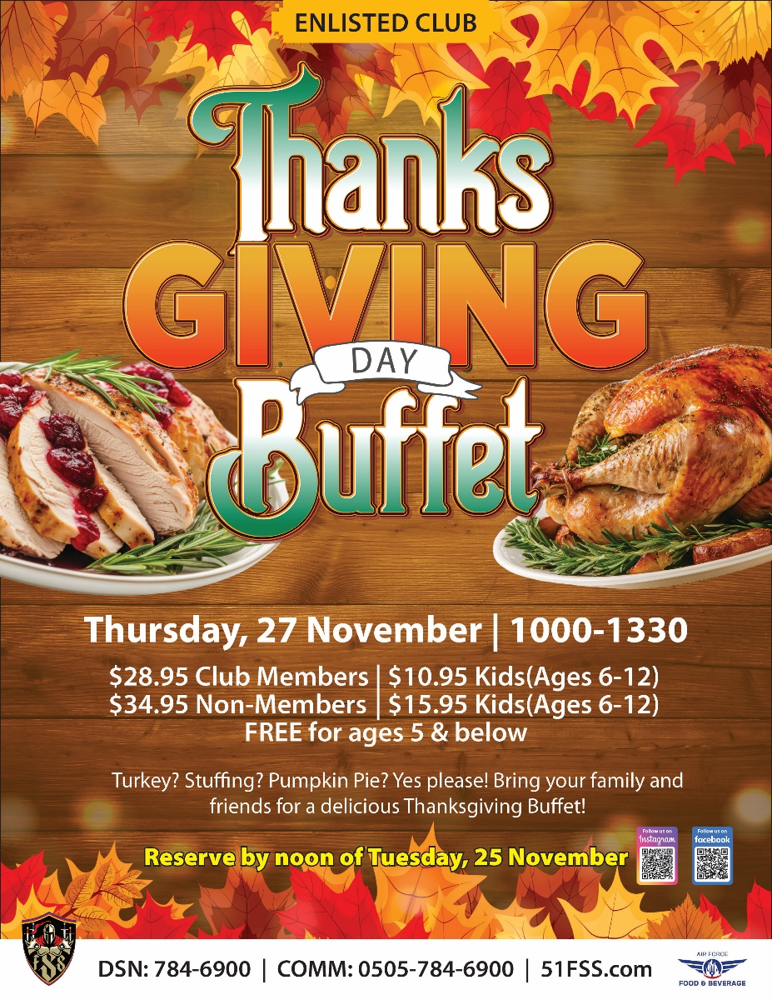 ENLISTED CLUB
Thanks
GIVING
DAY
Buffet
Thursday, 27 November | 1000-1330
$28.95 Club Members | $10.95 Kids(Ages 6-12)
$34.95 Non-Members | $15.95 Kids(Ages 6-12)
FREE for ages 5 & below
Turkey? Stuffing? Pumpkin Pie? Yes please! Bring your family and
friends for a delicious Thanksgiving Buffet!
Reserve by noon of Tuesday, 25 November
Follow us on
Instagram
Follow us on
facebook
FSS
DSN: 784-6900 | COMM: 0505-784-6900 | 51FSS.com
AIR FORCE
FOOD & BEVERAGE